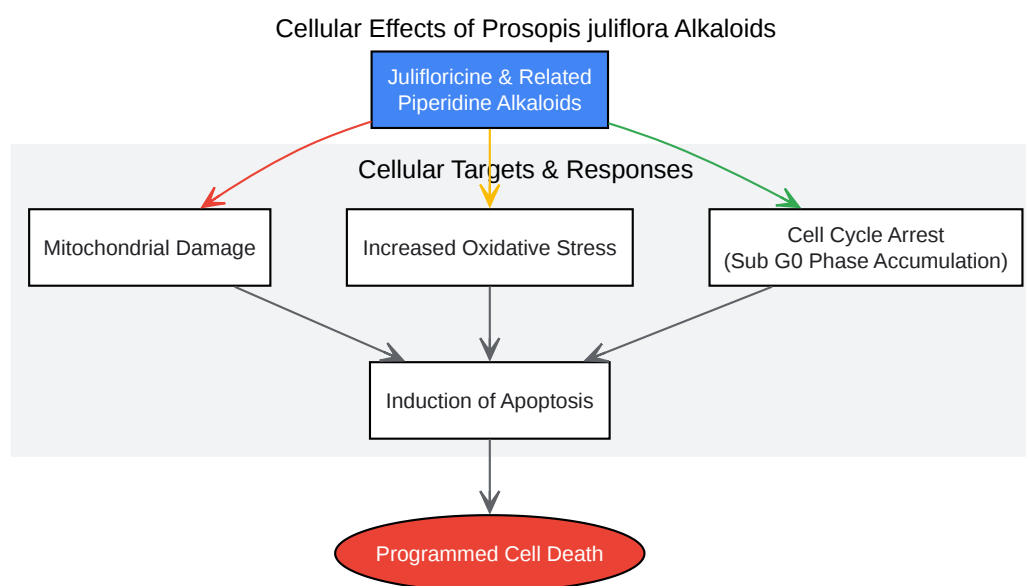 Cellular Effects of Prosopis juliflora Alkaloids
Julifloricine & Related
Piperidine Alkaloids
Cellular Targets & Responses
Mitochondrial Damage
Increased Oxidative Stress
Cell Cycle Arrest
(Sub G0 Phase Accumulation)
Induction of Apoptosis
Programmed Cell Death